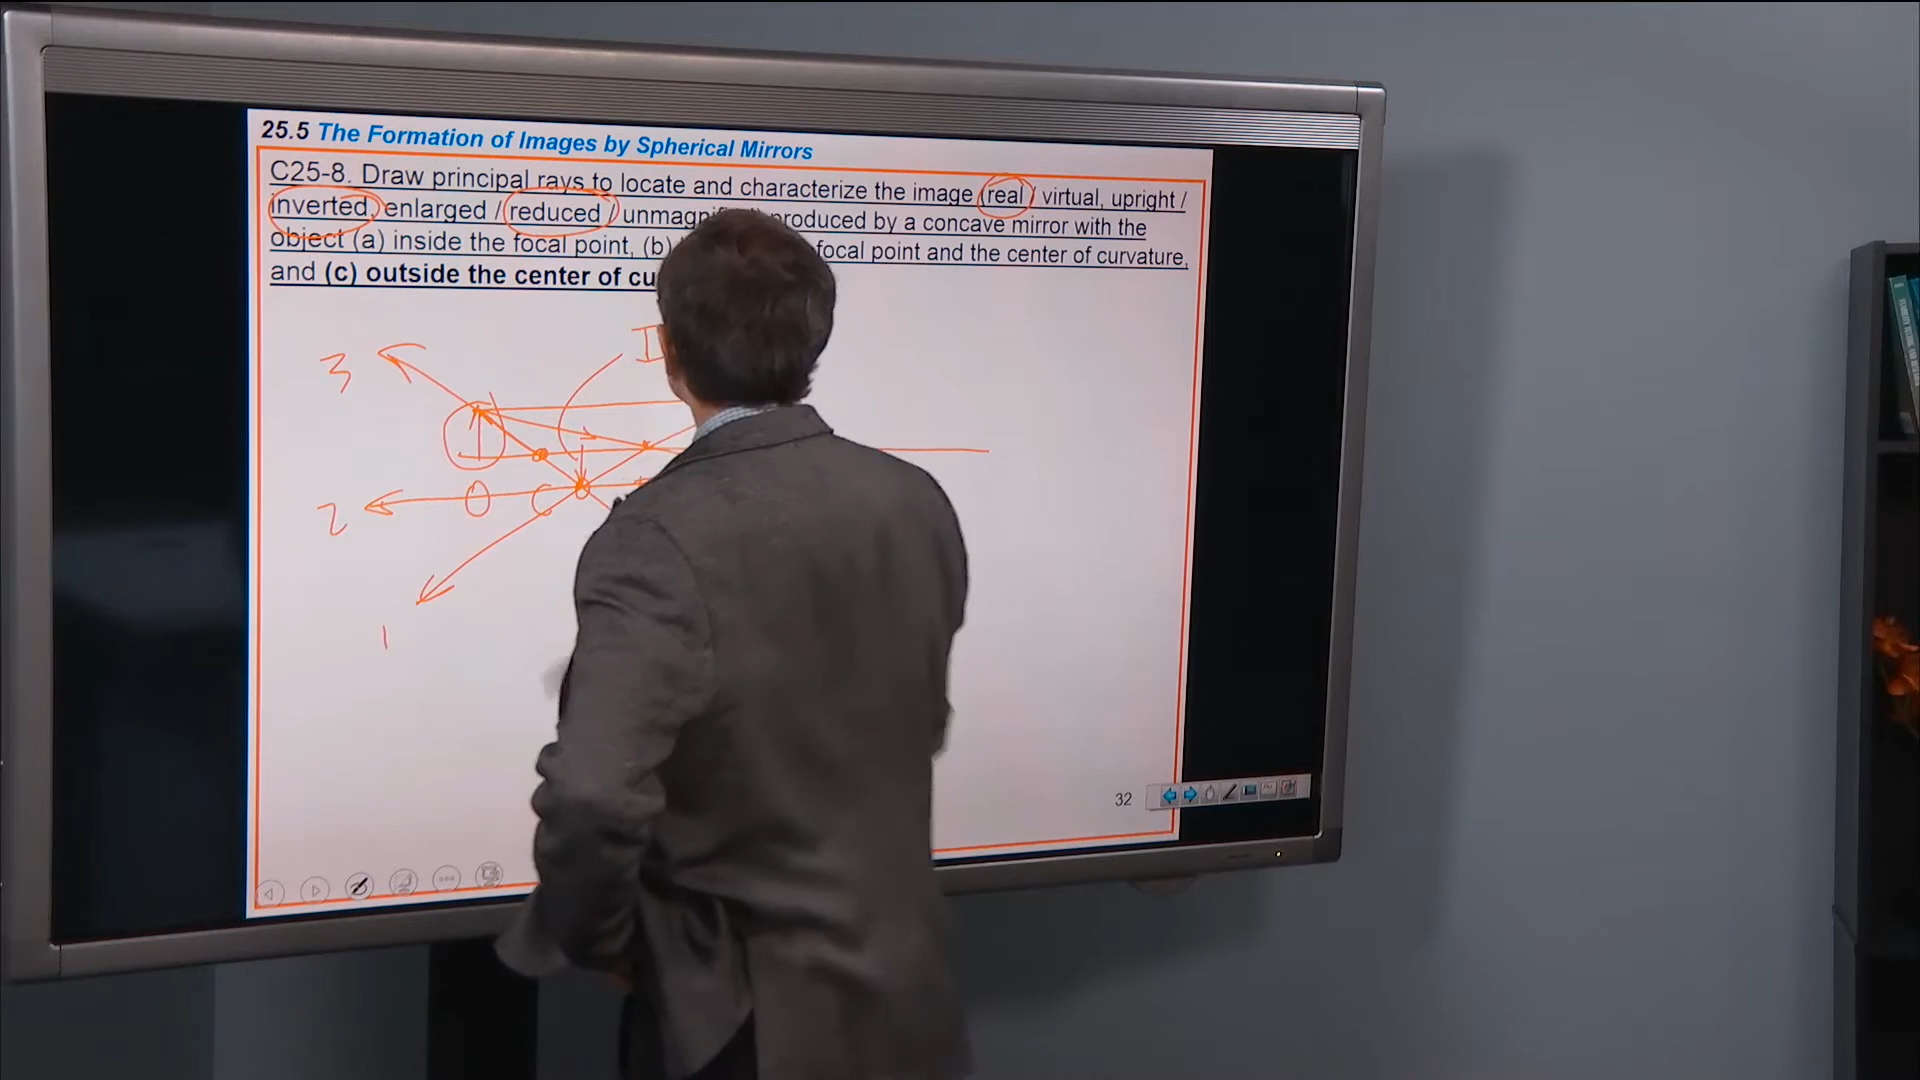 25.5 The Formation of Images by Spherical Mirrors
C25-8. Draw principal rays to locate and characterize the image (real / virtual, upright /
inverted, enlarged / reduced / produced by a concave mirror with the
object (a) inside the focal point, (b) focal point and the center of curvature,
and (c) outside the center of
I
3
2 O C
1
32